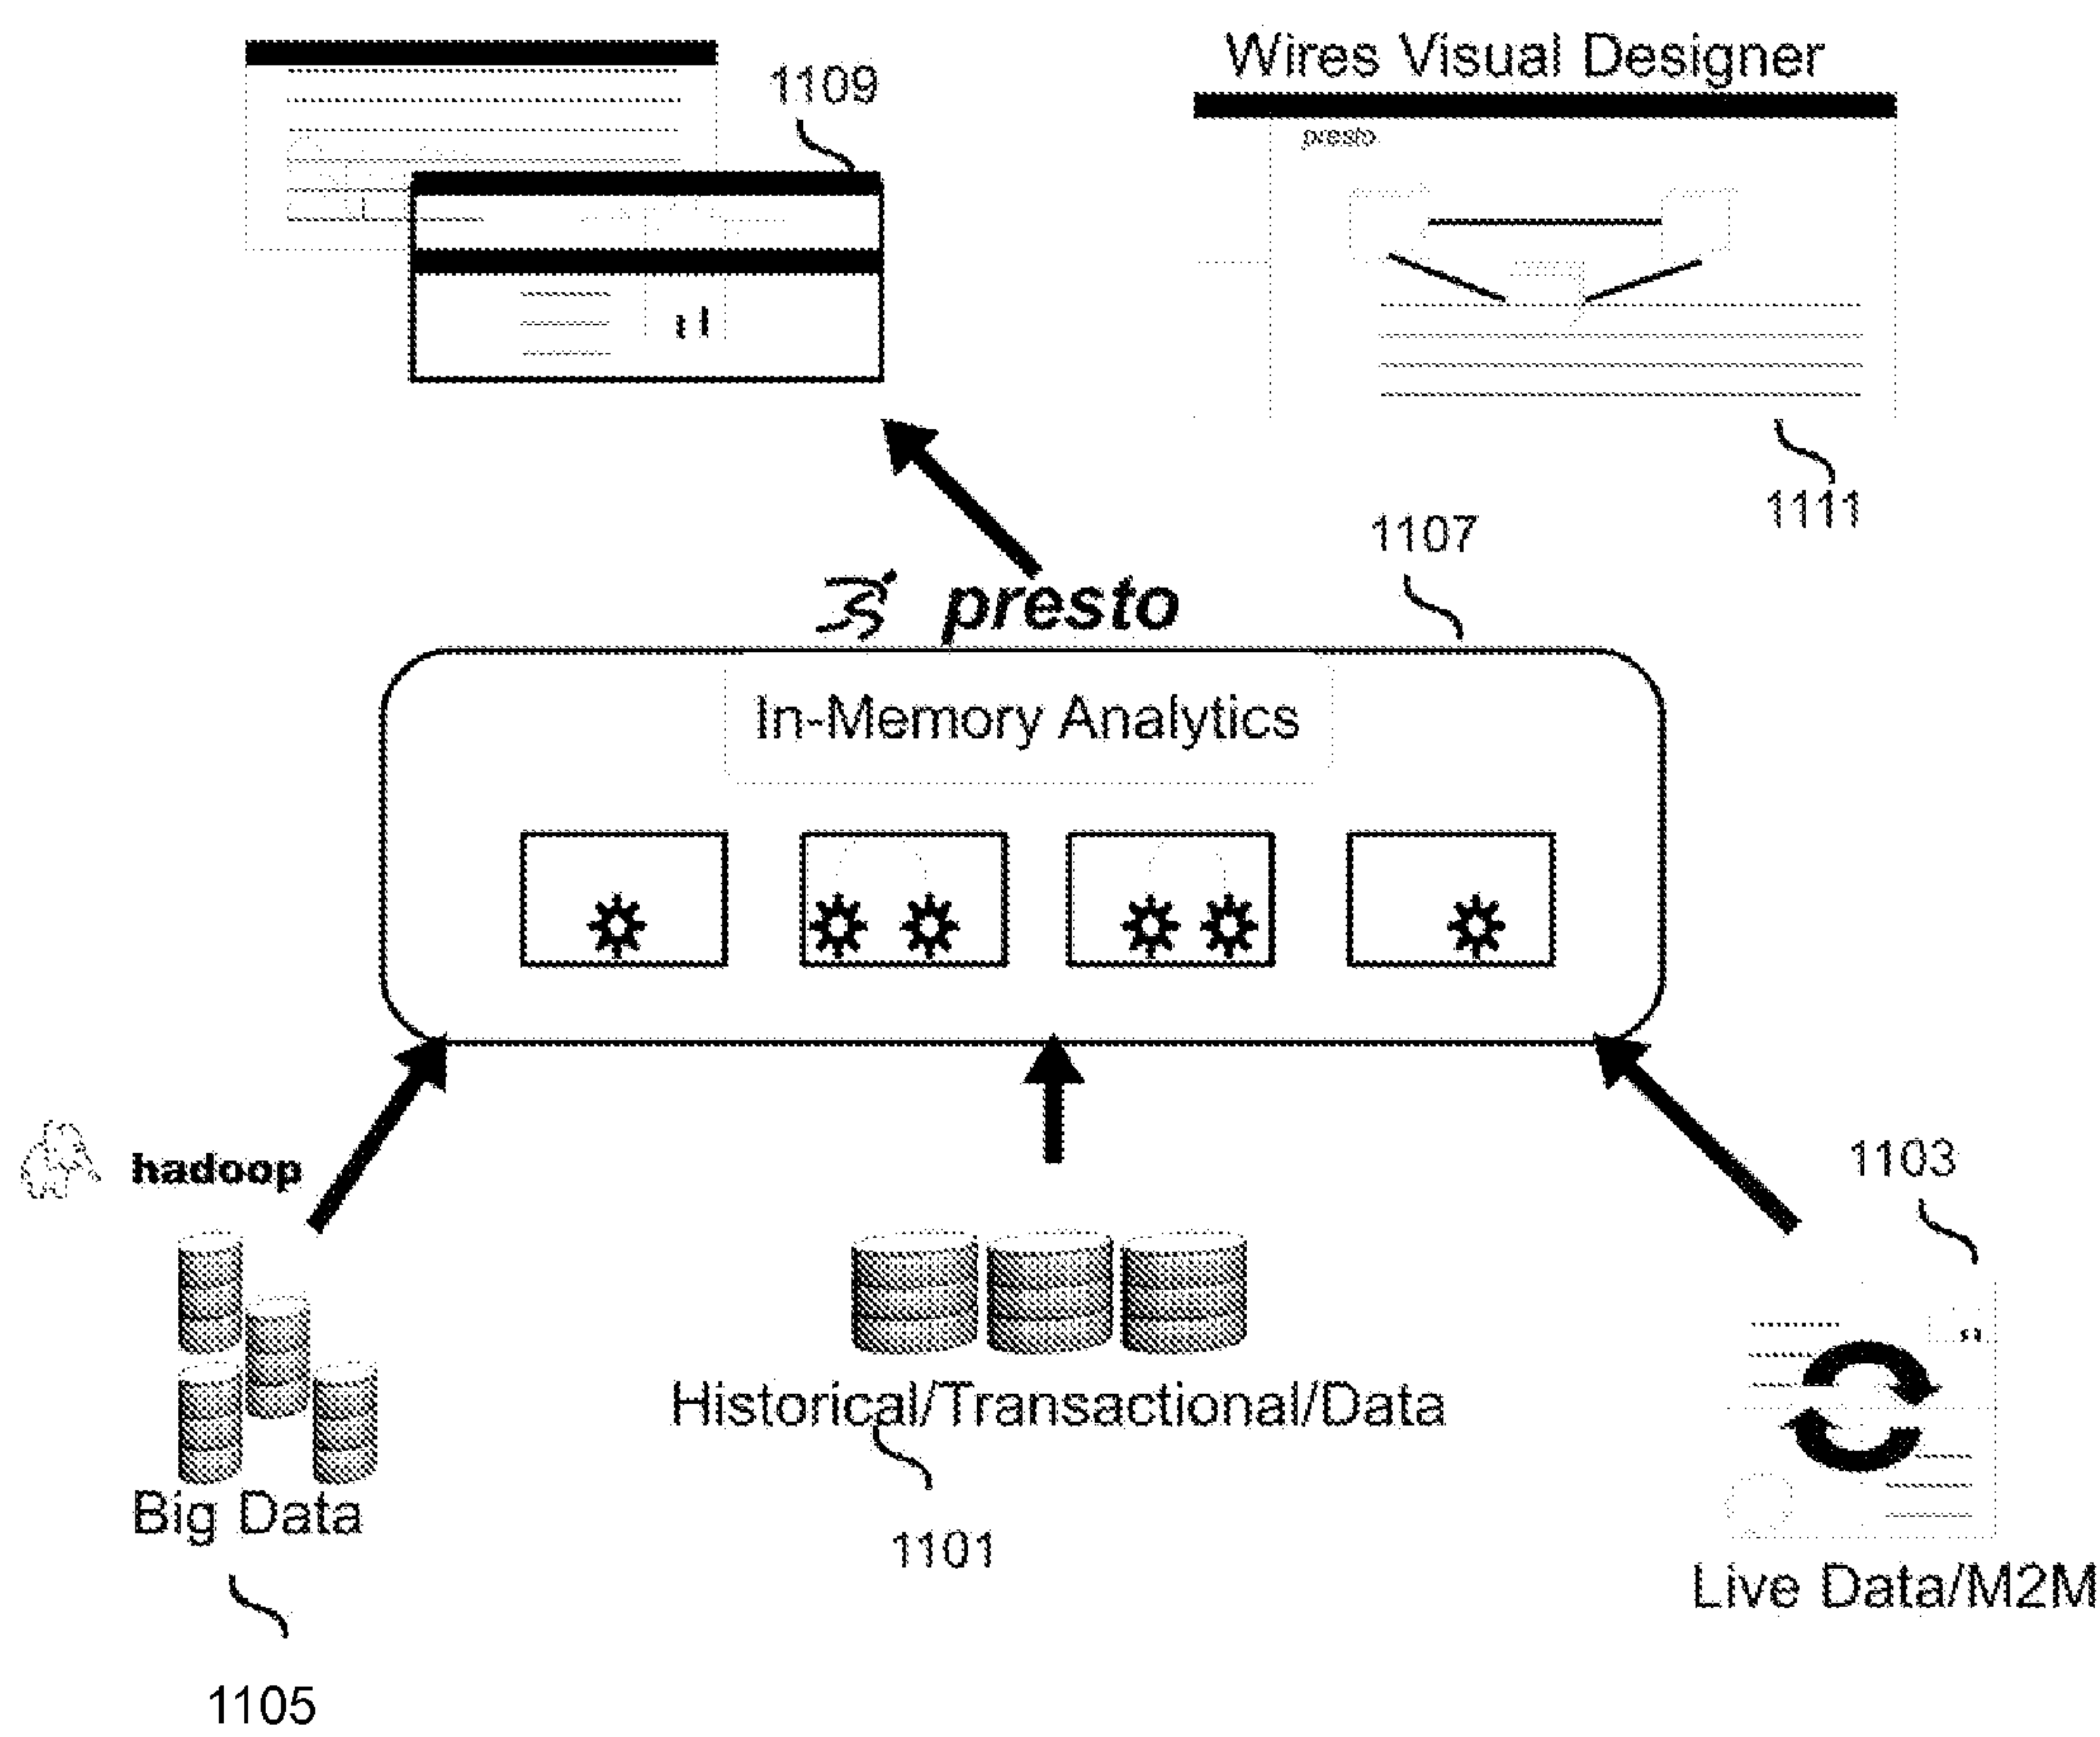 Wires Visual Designer
1109
presto
1111
1107
presto
In-Memory Analytics
hadoop
1103
Historical/Transactional/Data
Big Data
1101
Live Data/M2M
1105